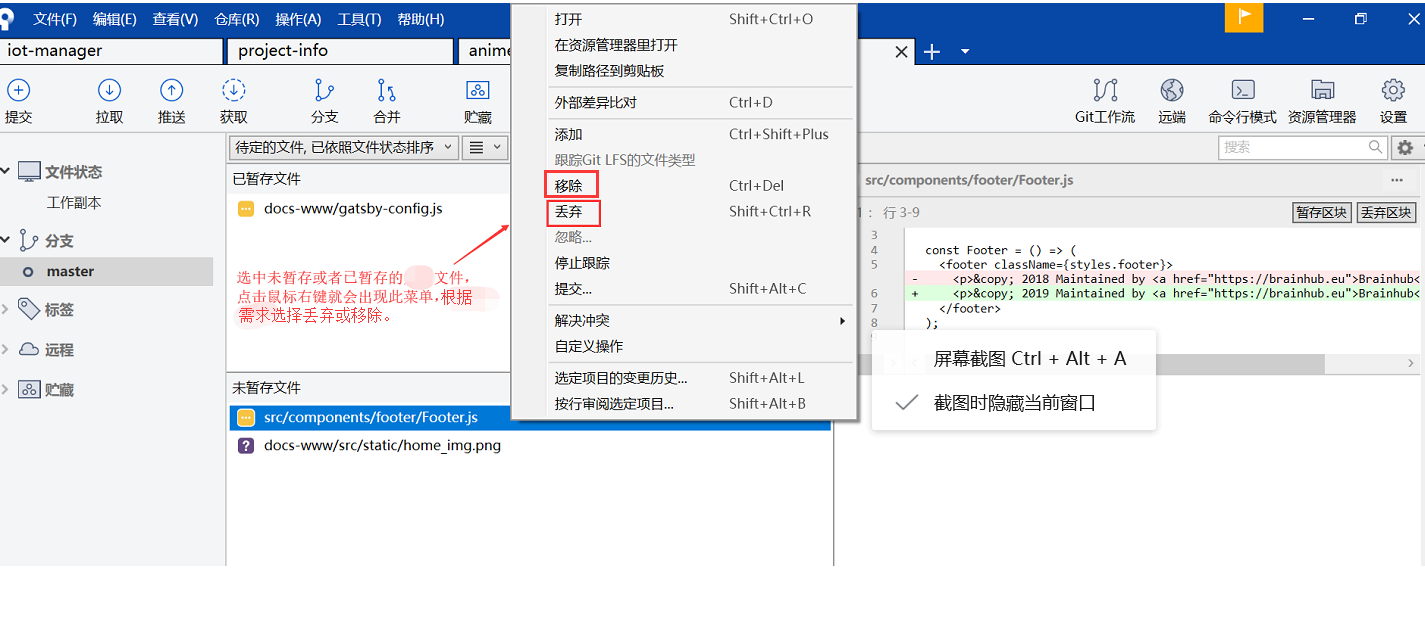 文件(F) 编辑(E) 查看(V) 仓库(R) 操作(A) 工具(T) 帮助(H)
iot-manager
project-info
anime
提交
拉取
推送
获取
分支
合并
贮藏
Git工作流
远端
命令行模式
资源管理器
设置
文件状态
工作副本
分支
master
标签
远程
贮藏
待定的文件, 已依照文件状态排序
已暂存文件
docs-www/gatsby-config.js
选中未暂存或者已暂存的 文件，
点击鼠标右键就会出现此菜单,根据
需求选择丢弃或移除。
未暂存文件
src/components/footer/Footer.js
docs-www/src/static/home_img.png
打开 Shift+Ctrl+O
在资源管理器里打开
复制路径到剪贴板
外部差异比对 Ctrl+D
添加 Ctrl+Shift+Plus
跟踪Git LFS的文件类型
移除 Ctrl+Del
丢弃 Shift+Ctrl+R
忽略...
停止跟踪
提交... Shift+Alt+C
解决冲突
自定义操作
选定项目的变更历史... Shift+Alt+L
按行审阅选定项目... Shift+Alt+B
搜索
src/components/footer/Footer.js
1： 行 3-9
暂存区块 丢弃区块
3
4 const Footer = () => (
5 <footer className={styles.footer}>
- <p>&copy; 2018 Maintained by <a href="https://brainhub.eu">Brainhub<
6 + <p>&copy; 2019 Maintained by <a href="https://brainhub.eu">Brainhub<
7 </footer>
8 );
屏幕截图 Ctrl + Alt + A
截图时隐藏当前窗口